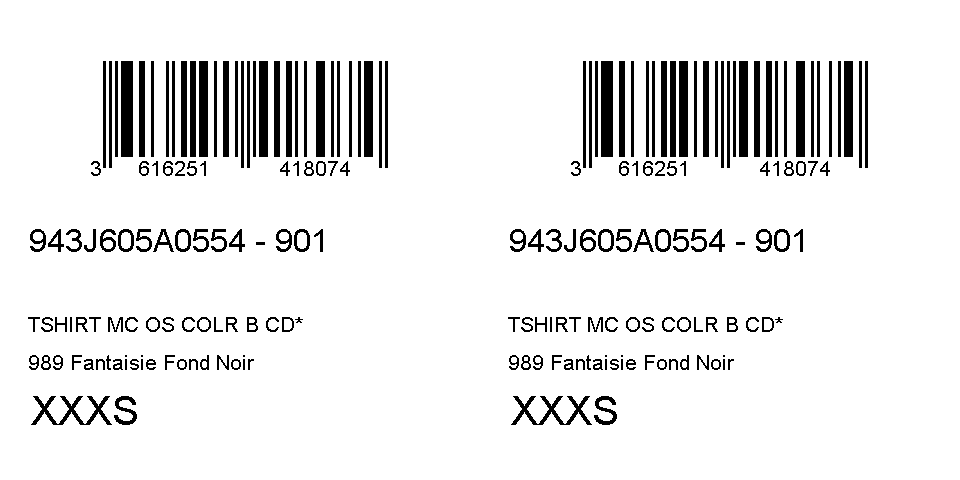 3 616251 418074
943J605A0554 - 901
TSHIRT MC OS COLR B CD*
989 Fantaisie Fond Noir
XXXS
3 616251 418074
943J605A0554 - 901
TSHIRT MC OS COLR B CD*
989 Fantaisie Fond Noir
XXXS